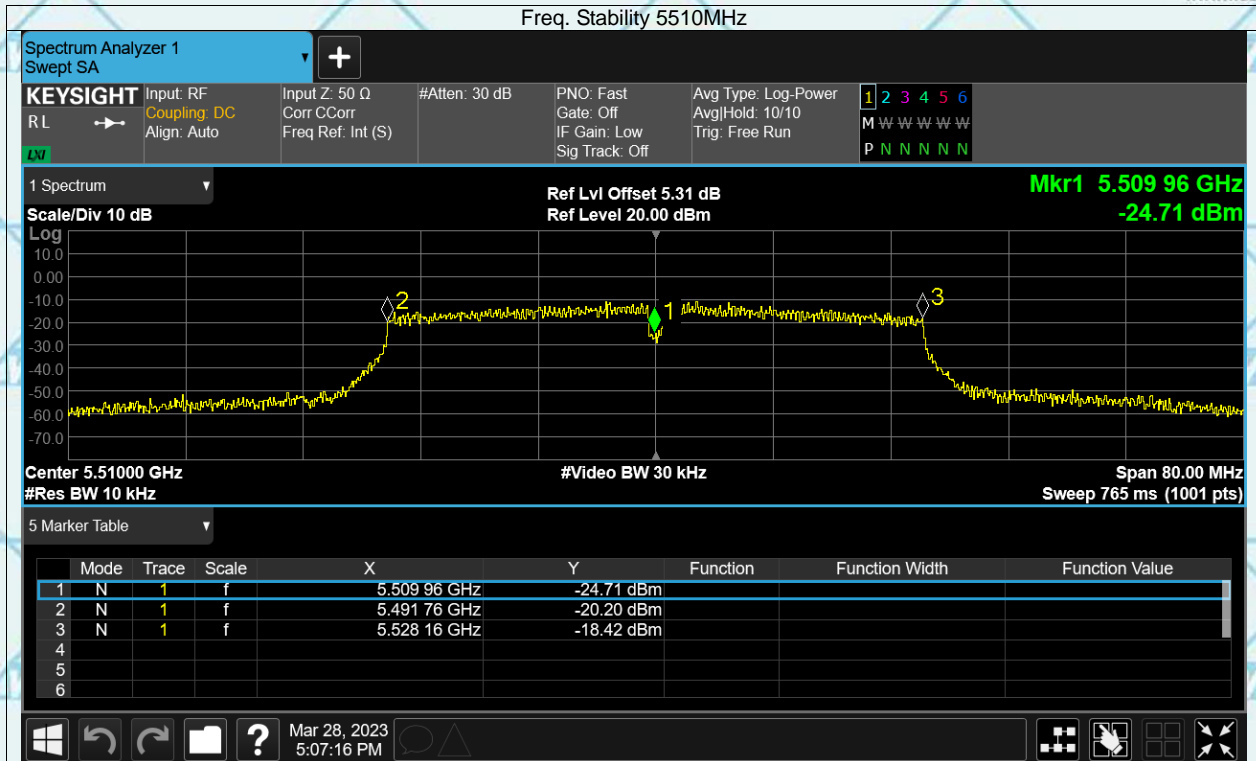 Freq. Stability 5510MHz
Spectrum Analyzer 1
Swept SA
+
KEYSIGHT Input: RF Input Z: 50 Ω #Atten: 30 dB PNO: Fast Avg Type: Log-Power 1 2 3 4 5 6
RL Coupling: DC Corr CCorr Gate: Off Avg|Hold: 10/10 M W W W W W
Align: Auto Freq Ref: Int (S) IF Gain: Low Trig: Free Run
LXI Sig Track: Off P N N N N N
1 Spectrum Mkr1 5.509 96 GHz
Ref Lvl Offset 5.31 dB
Scale/Div 10 dB Ref Level 20.00 dBm -24.71 dBm
Log
10.0
0.00
-10.0
2 1 3
-20.0
-30.0
-40.0
-50.0
-60.0
-70.0
Center 5.51000 GHz #Video BW 30 kHz Span 80.00 MHz
#Res BW 10 kHz Sweep 765 ms (1001 pts)
5 Marker Table
Mode Trace Scale X Y Function Function Width Function Value
1 N 1 f 5.509 96 GHz -24.71 dBm
2 N 1 f 5.491 76 GHz -20.20 dBm
3 N 1 f 5.528 16 GHz -18.42 dBm
4
5
6
? Mar 28, 2023
5:07:16 PM